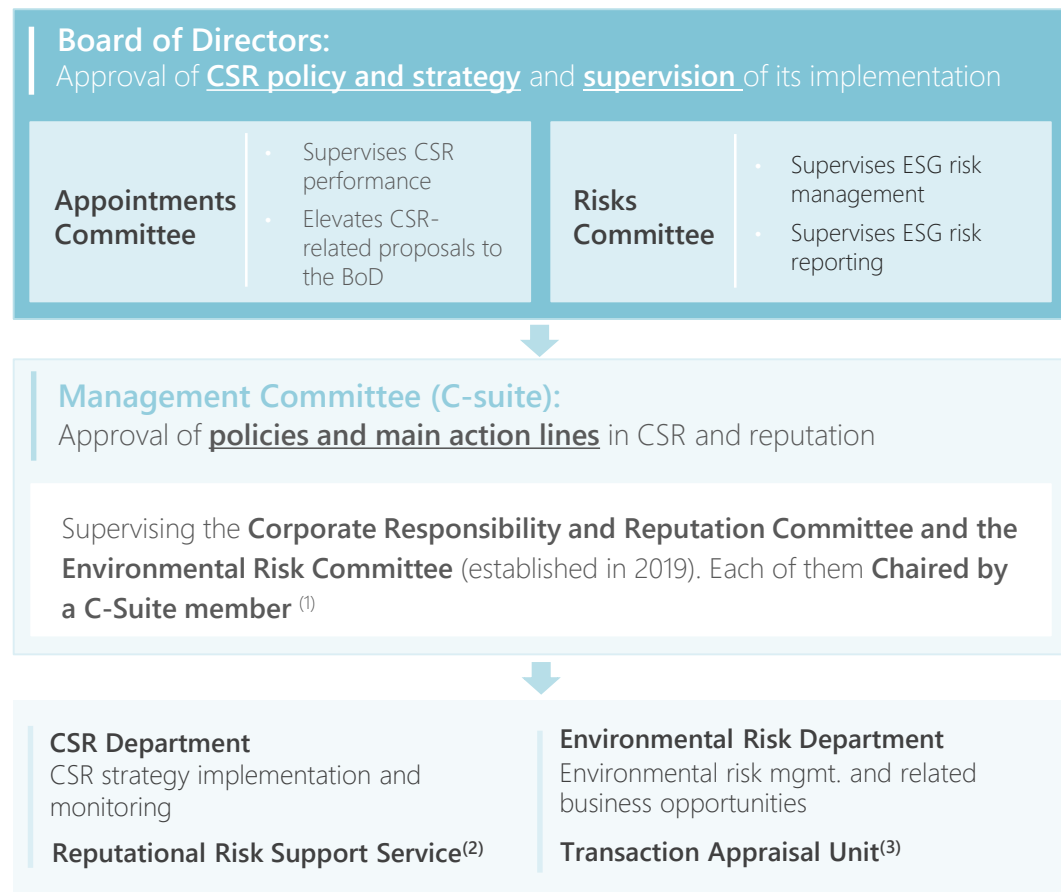 Board of Directors:
Approval of CSR policy and strategy and supervision of its implementation
Appointments
Committee
• Supervises CSR
performance
• Elevates CSR-
related proposals to
the BoD
Risks
Committee
• Supervises ESG risk
management
• Supervises ESG risk
reporting
Management Committee (C-suite):
Approval of policies and main action lines in CSR and reputation
Supervising the Corporate Responsibility and Reputation Committee and the
Environmental Risk Committee (established in 2019). Each of them Chaired by
a C-Suite member (1)
CSR Department
CSR strategy implementation and
monitoring
Reputational Risk Support Service(2)
Environmental Risk Department
Environmental risk mgmt. and related
business opportunities
Transaction Appraisal Unit(3)